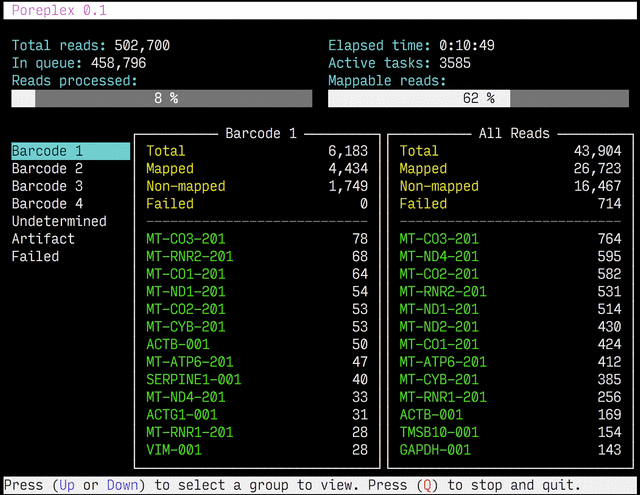 Poreplex 0.1
Total reads: 502,700 Elapsed time: 0:10:49
In queue: 458,796 Active tasks: 3585
Reads processed: Mappable reads:
8 % 62 %
Barcode 1 All Reads
Barcode 1 Total 6,183 Total 43,904
Barcode 2 Mapped 4,434 Mapped 26,723
Barcode 3 Non-mapped 1,749 Non-mapped 16,467
Barcode 4 Failed 0 Failed 714
Undetermined
Artifact MT-CO3-201 78 MT-CO3-201 764
Failed MT-RNR2-201 68 MT-ND4-201 595
MT-CO1-201 64 MT-CO2-201 582
MT-ND1-201 54 MT-RNR2-201 531
MT-CO2-201 53 MT-ND1-201 514
MT-CYB-201 53 MT-ND2-201 430
ACTB-001 50 MT-CO1-201 424
MT-ATP6-201 47 MT-ATP6-201 412
SERPINE1-001 40 MT-CYB-201 385
MT-ND4-201 33 MT-RNR1-201 256
ACTG1-001 31 ACTB-001 169
MT-RNR1-201 28 TMSB10-001 154
VIM-001 28 GAPDH-001 143
Press (Up or Down) to select a group to view. Press (Q) to stop and quit.